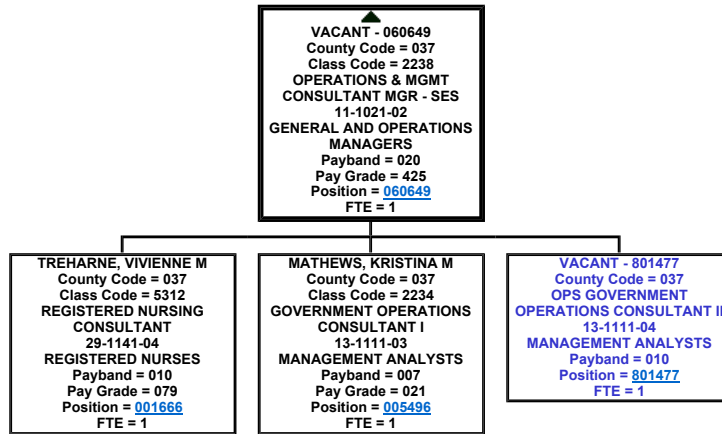 VACANT - 060649
County Code = 037
Class Code = 2238
OPERATIONS & MGMT
CONSULTANT MGR - SES
11-1021-02
GENERAL AND OPERATIONS
MANAGERS
Payband = 020
Pay Grade = 425
Position = 060649
FTE = 1
TREHARNE, VIVIENNE M
County Code = 037
Class Code = 5312
REGISTERED NURSING
CONSULTANT
29-1141-04
REGISTERED NURSES
Payband = 010
Pay Grade = 079
Position = 001666
FTE = 1
MATHEWS, KRISTINA M
County Code = 037
Class Code = 2234
GOVERNMENT OPERATIONS
CONSULTANT I
13-1111-03
MANAGEMENT ANALYSTS
Payband = 007
Pay Grade = 021
Position = 005496
FTE = 1
VACANT - 801477
County Code = 037
OPS GOVERNMENT
OPERATIONS CONSULTANT II
13-1111-04
MANAGEMENT ANALYSTS
Payband = 010
Position = 801477
FTE = 1